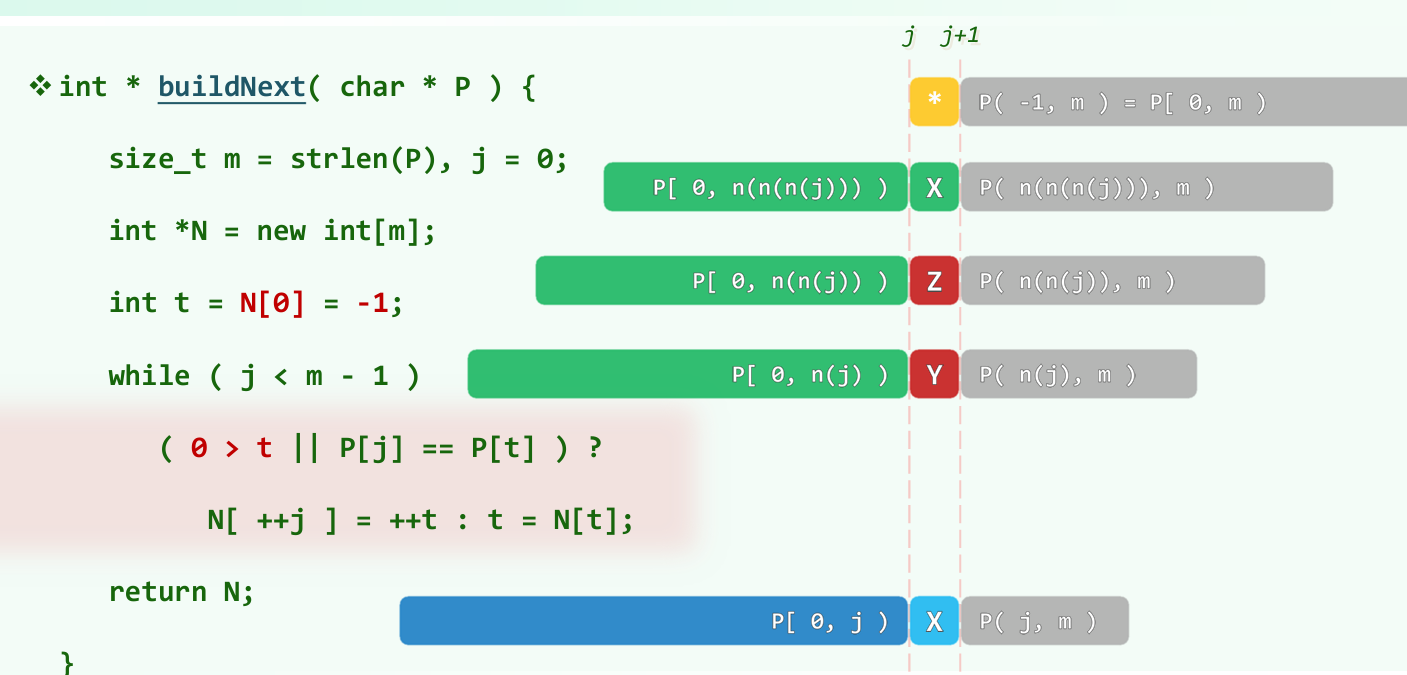 ❖ int * buildNext( char * P ) {
size_t m = strlen(P), j = 0;
int *N = new int[m];
int t = N[0] = -1;
while ( j < m - 1 )
( 0 > t || P[j] == P[t] ) ?
N[ ++j ] = ++t : t = N[t];
return N;
}
j j+1
* P( -1, m ) = P[ 0, m )
P[ 0, n(n(n(j))) ) X P( n(n(n(j))), m )
P[ 0, n(n(j)) ) Z P( n(n(j)), m )
P[ 0, n(j) ) Y P( n(j), m )
P[ 0, j ) X P( j, m )